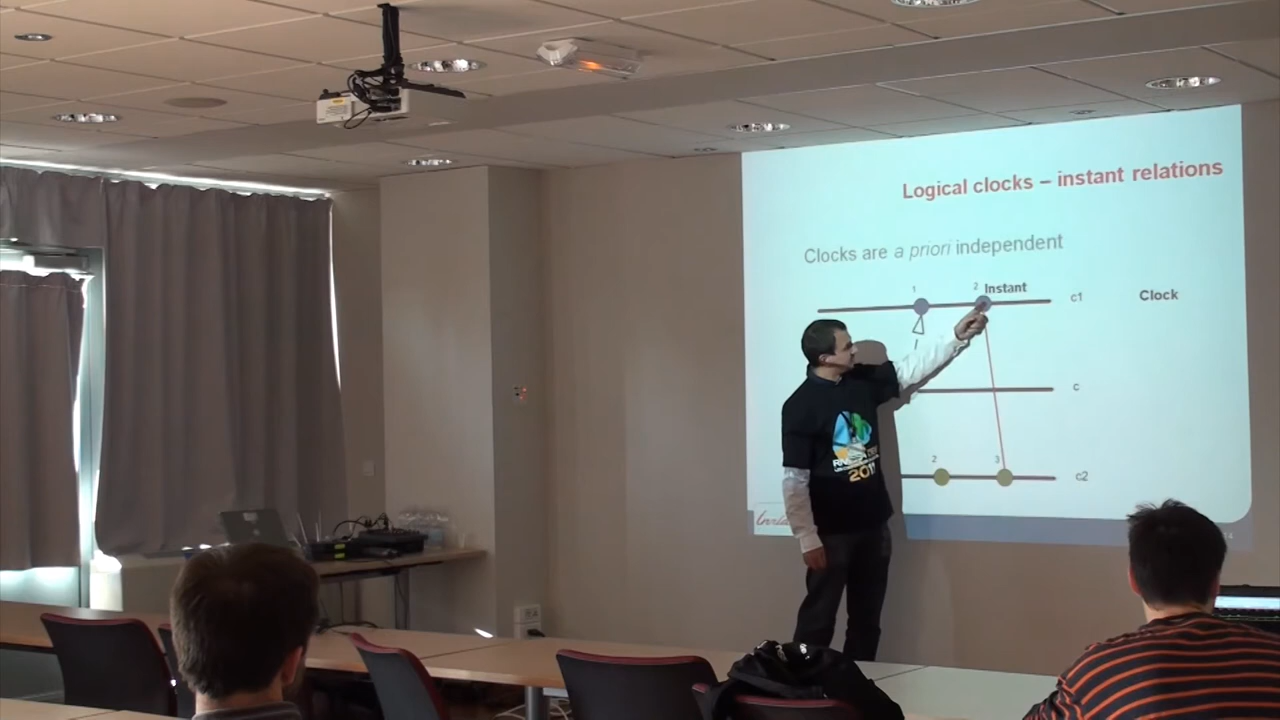 Logical clocks – instant relations
Clocks are a priori independent
1
2 Instant
c1
Clock
c
2
3
c2
2011